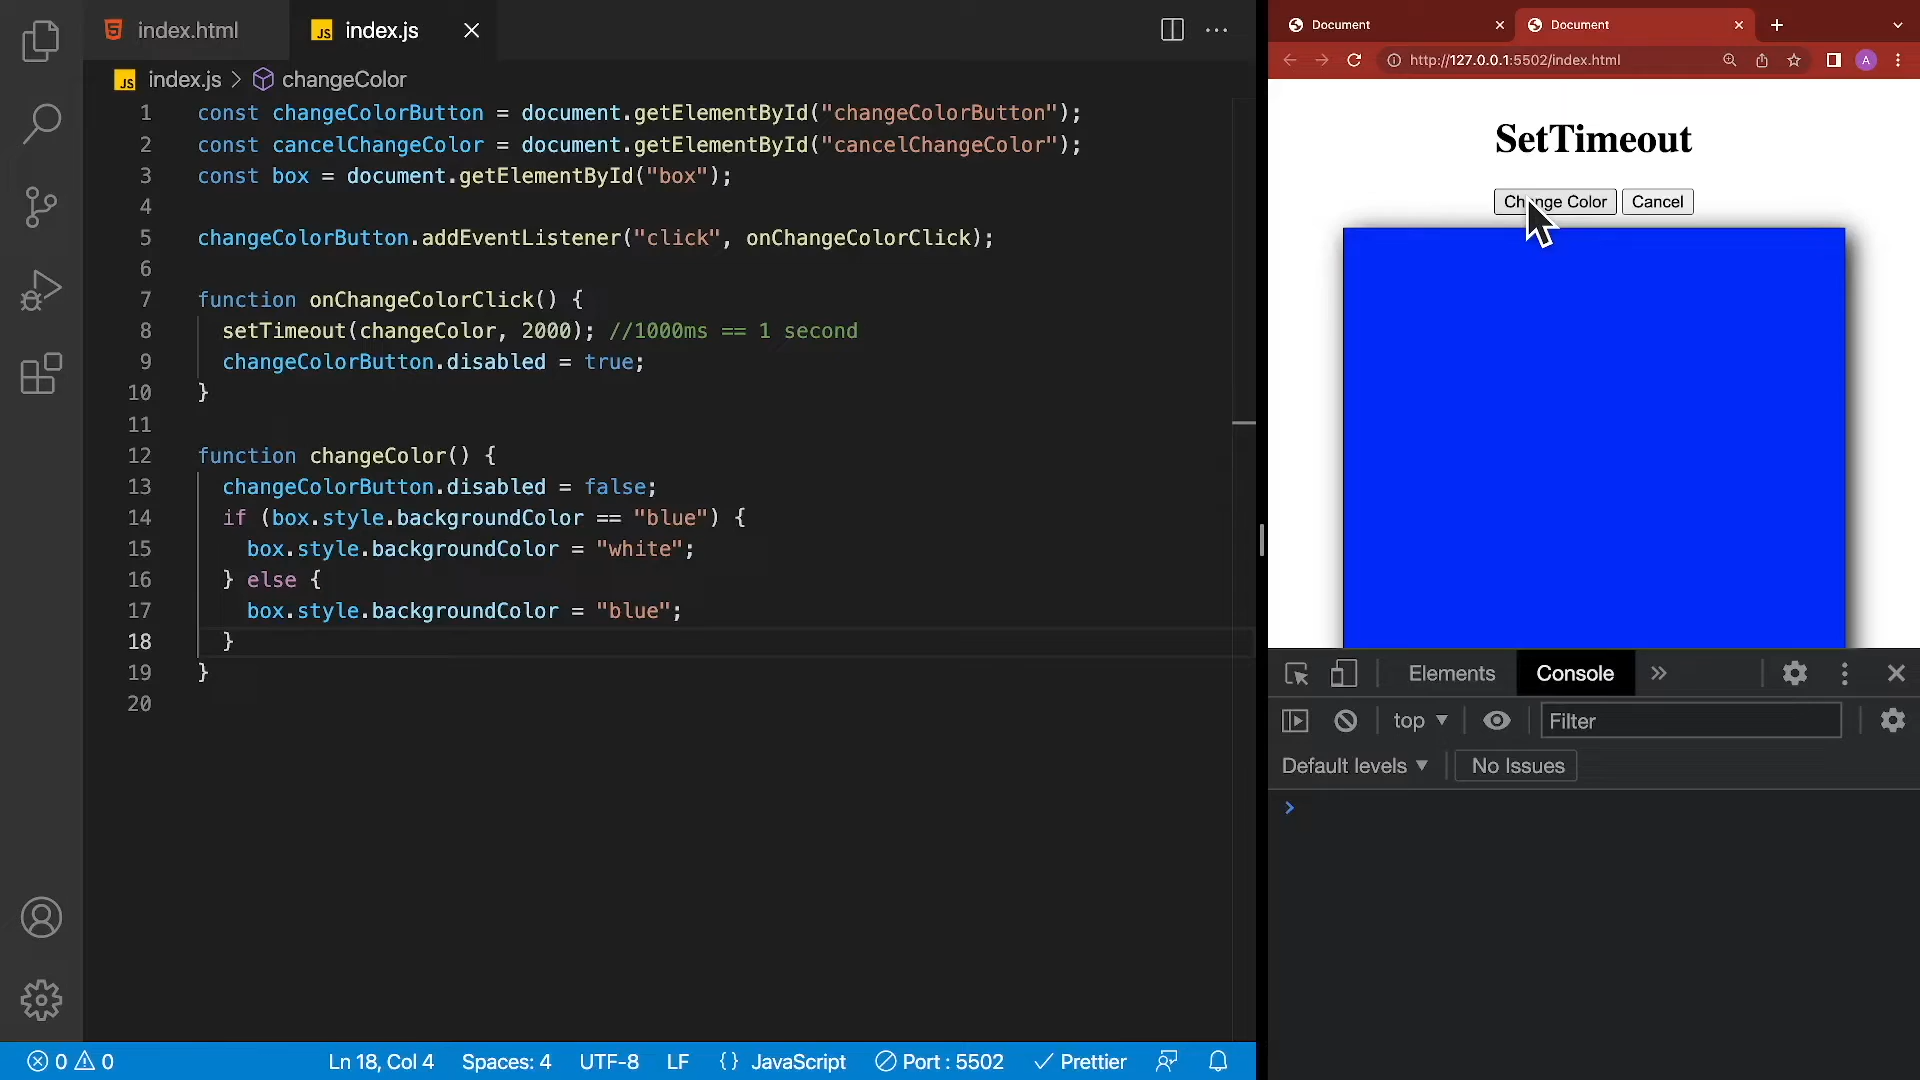 index.html
index.js
index.js > changeColor
1 const changeColorButton = document.getElementById("changeColorButton");
2 const cancelChangeColor = document.getElementById("cancelChangeColor");
3 const box = document.getElementById("box");
4
5 changeColorButton.addEventListener("click", onChangeColorClick);
6
7 function onChangeColorClick() {
8 setTimeout(changeColor, 2000); //1000ms == 1 second
9 changeColorButton.disabled = true;
10 }
11
12 function changeColor() {
13 changeColorButton.disabled = false;
14 if (box.style.backgroundColor == "blue") {
15 box.style.backgroundColor = "white";
16 } else {
17 box.style.backgroundColor = "blue";
18 }
19 }
20
0 0
Ln 18, Col 4 Spaces: 4 UTF-8 LF {} JavaScript Port : 5502 Prettier
Document
Document
A
http://127.0.0.1:5502/index.html
SetTimeout
Change Color Cancel
Elements Console »
top Filter
Default levels No Issues